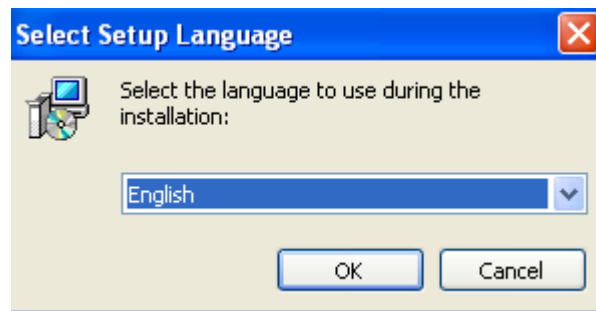 Select Setup Language
Select the language to use during the
installation:
English
OK
Cancel